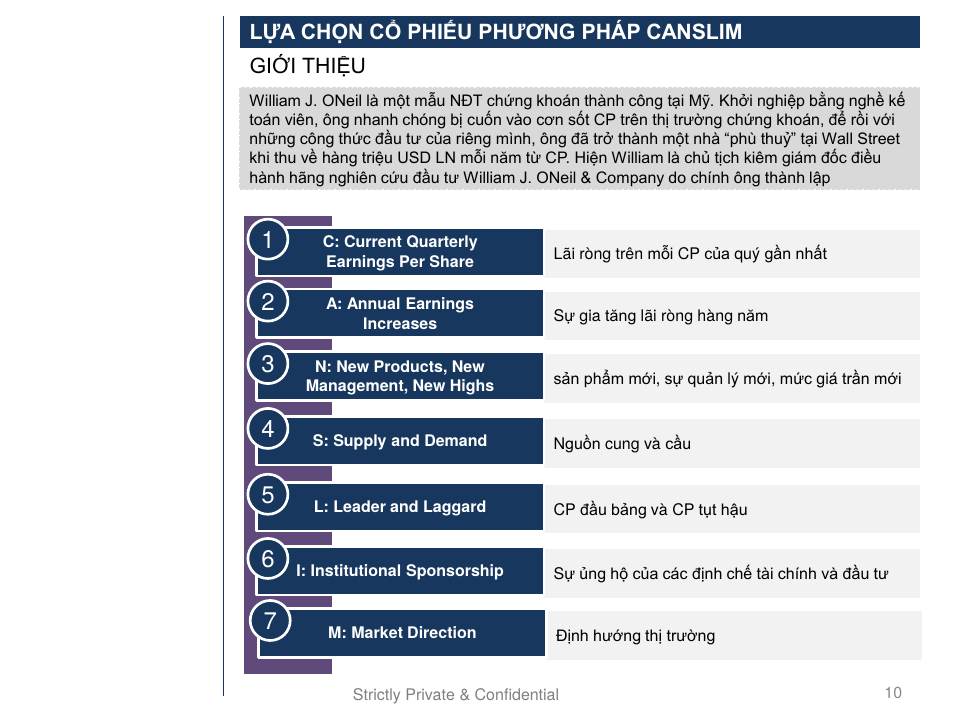 LỰA CHỌN CỔ PHIẾU PHƯƠNG PHÁP CANSLIM
GIỚI THIỆU
William J. ONeil là một mẫu NĐT chứng khoán thành công tại Mỹ. Khởi nghiệp bằng nghề kế
toán viên, ông nhanh chóng bị cuốn vào cơn sốt CP trên thị trường chứng khoán, để rồi với
những công thức đầu tư của riêng mình, ông đã trở thành một nhà “phù thuỷ” tại Wall Street
khi thu về hàng triệu USD LN mỗi năm từ CP. Hiện William là chủ tịch kiêm giám đốc điều
hành hãng nghiên cứu đầu tư William J. ONeil & Company do chính ông thành lập
1
C: Current Quarterly
Earnings Per Share
Lãi ròng trên mỗi CP của quý gần nhất
2
A: Annual Earnings
Increases
Sự gia tăng lãi ròng hàng năm
3
N: New Products, New
Management, New Highs
sản phẩm mới, sự quản lý mới, mức giá trần mới
4
S: Supply and Demand
Nguồn cung và cầu
5
L: Leader and Laggard
CP đầu bảng và CP tụt hậu
6
I: Institutional Sponsorship
Sự ủng hộ của các định chế tài chính và đầu tư
7
M: Market Direction
Định hướng thị trường
Strictly Private & Confidential
10